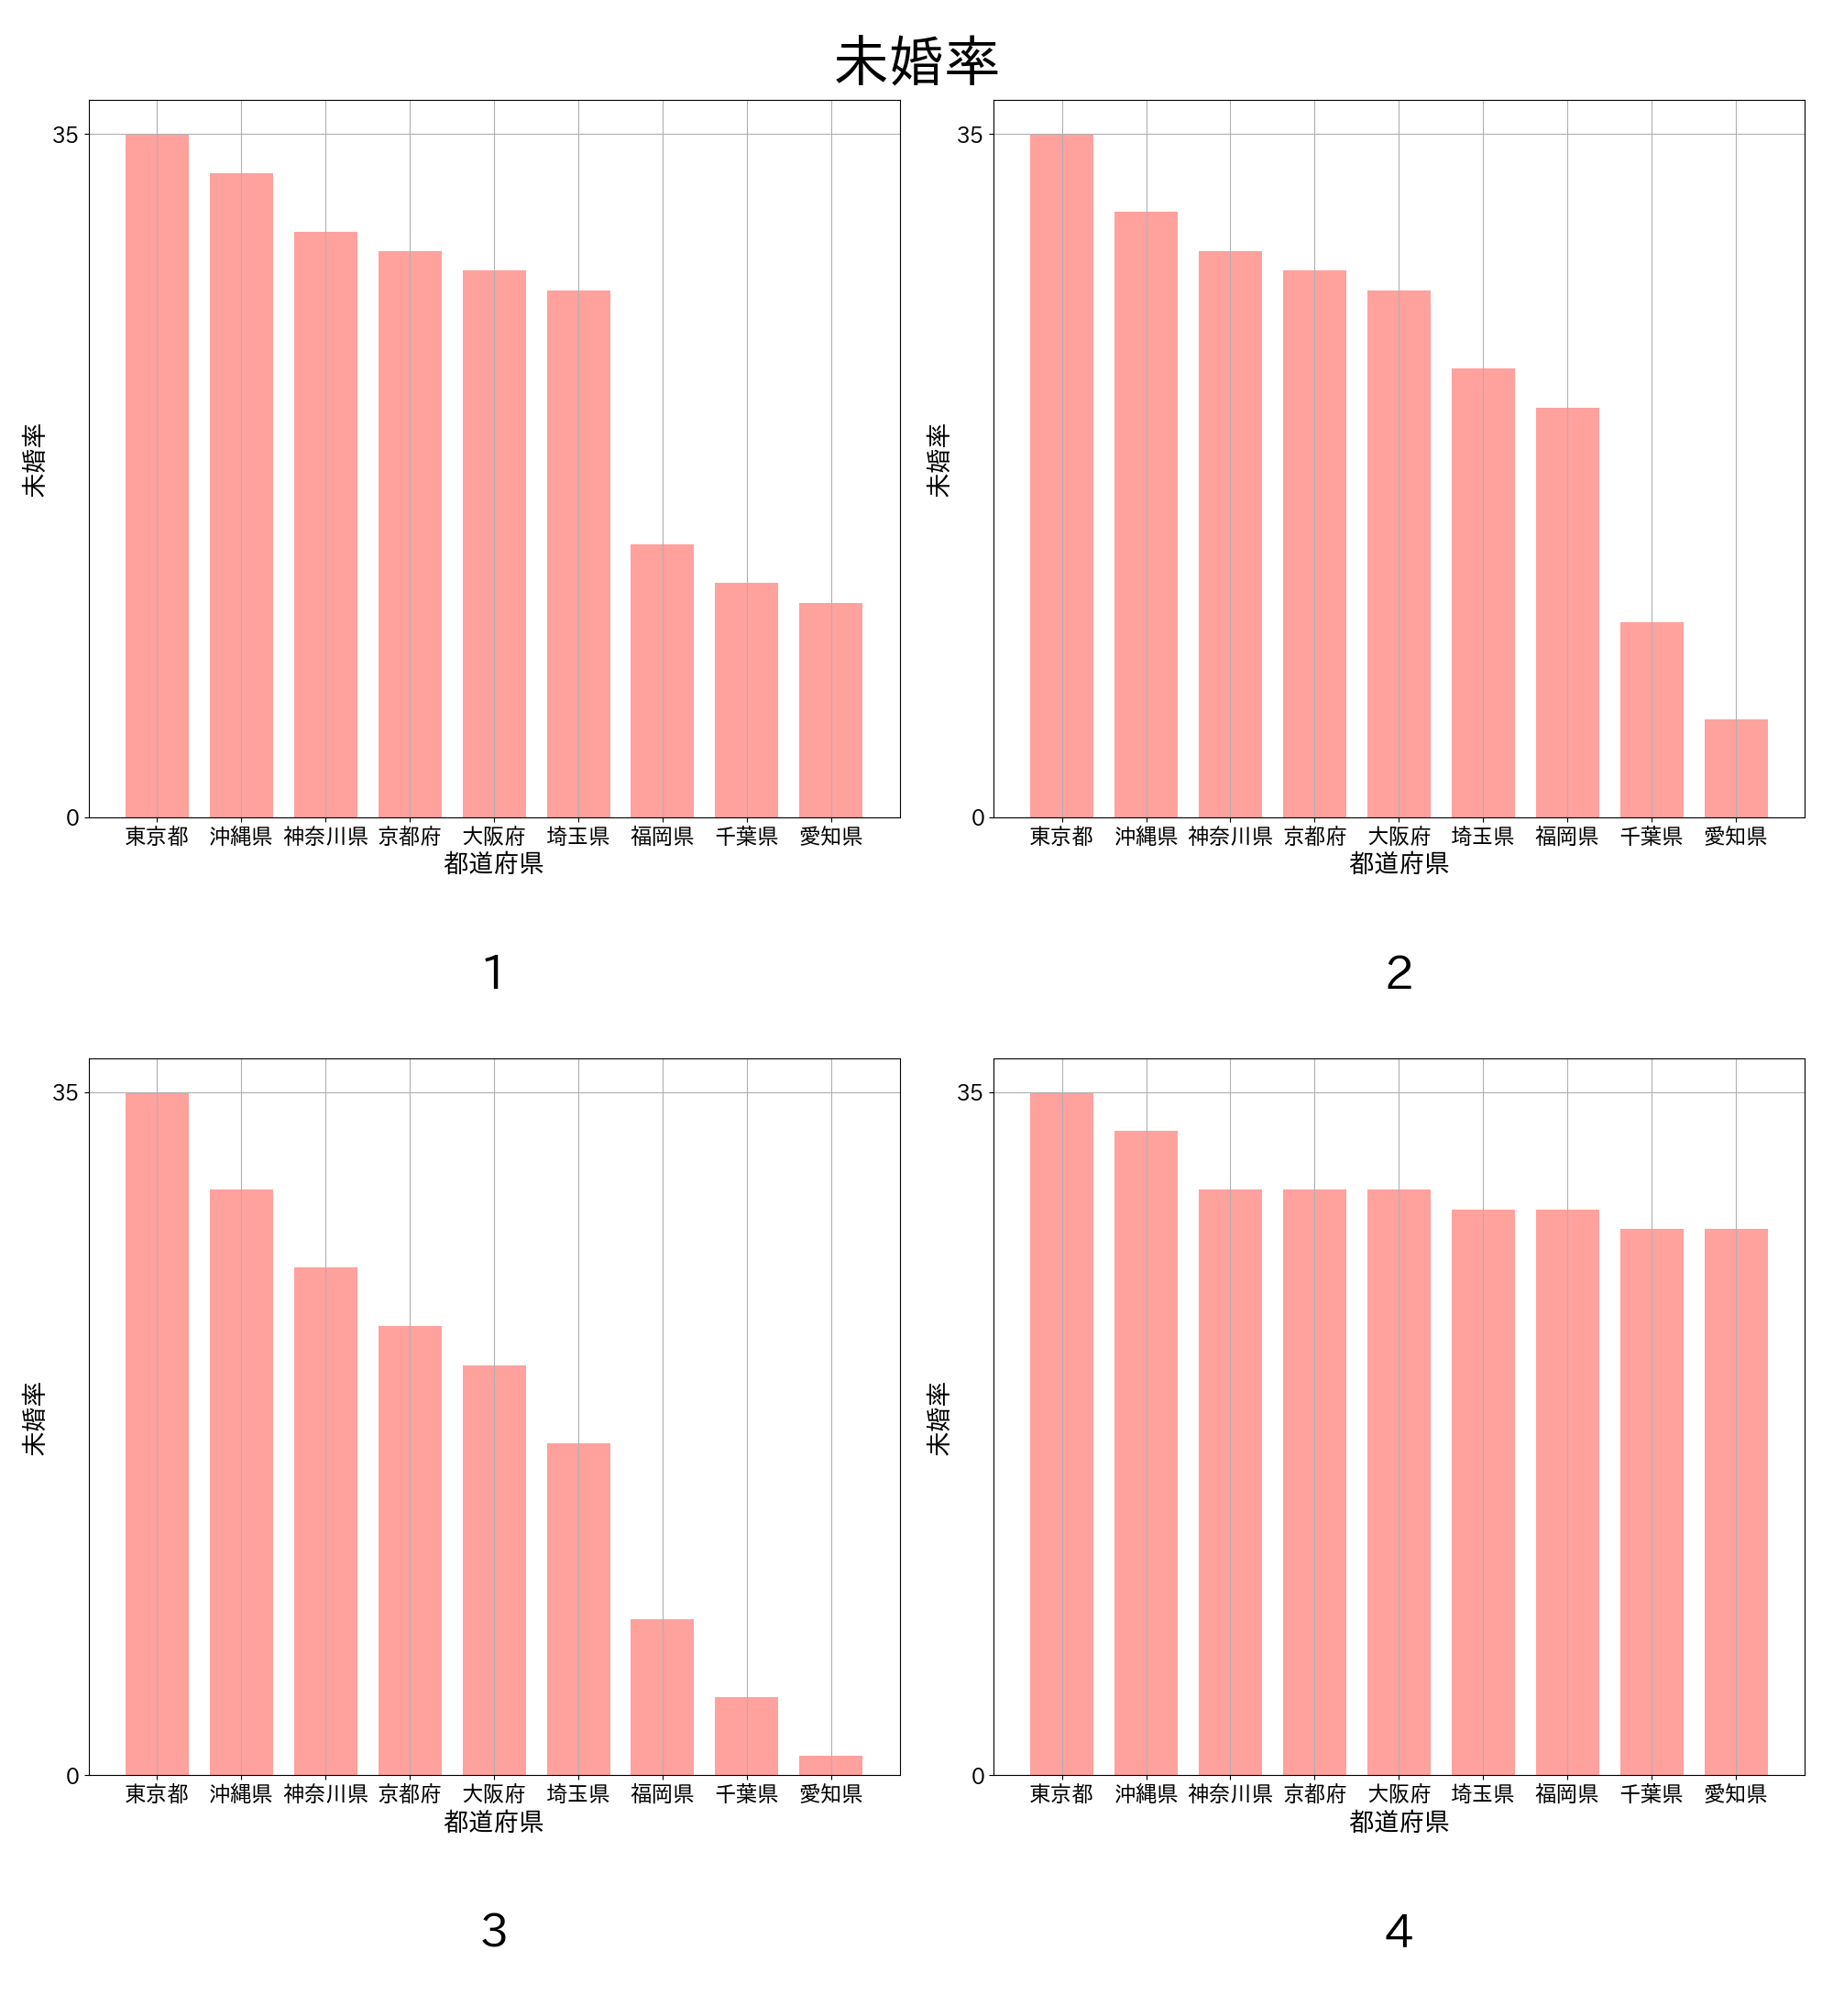 未婚率
35
0
未婚率
東京都 沖縄県 神奈川県 京都府 大阪府 埼玉県 福岡県 千葉県 愛知県
都道府県
1
35
0
未婚率
東京都 沖縄県 神奈川県 京都府 大阪府 埼玉県 福岡県 千葉県 愛知県
都道府県
2
35
0
未婚率
東京都 沖縄県 神奈川県 京都府 大阪府 埼玉県 福岡県 千葉県 愛知県
都道府県
3
35
0
未婚率
東京都 沖縄県 神奈川県 京都府 大阪府 埼玉県 福岡県 千葉県 愛知県
都道府県
4